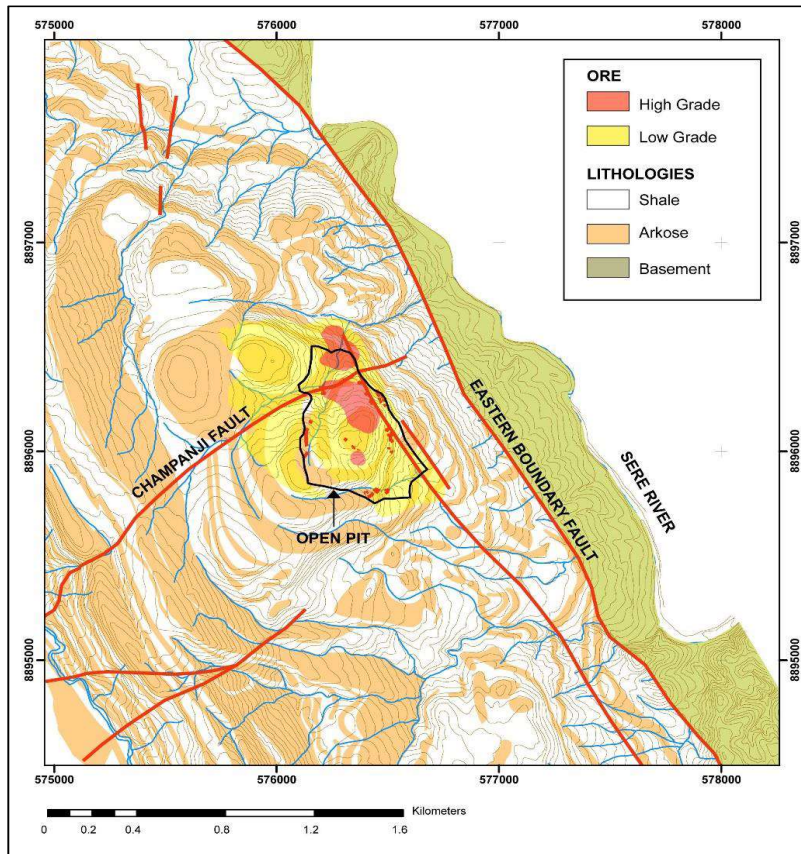 575000 576000 577000 578000
ORE
High Grade
Low Grade
LITHOLOGIES
Shale
Arkose
Basement
8897000 8897000
8896000 8896000
8895000 8895000
CHAMPANJI FAULT
EASTERN BOUNDARY FAULT
SERE RIVER
OPEN PIT
575000 576000 577000 578000
Kilometers
0 0.2 0.4 0.8 1.2 1.6